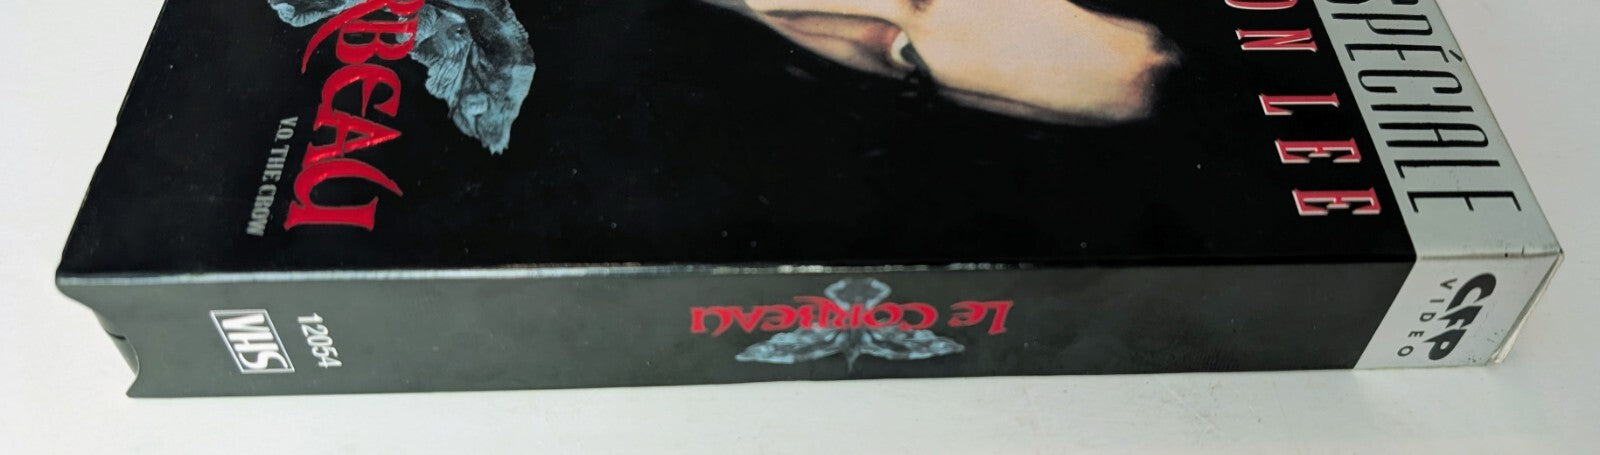 RBEAU
V.O. THE CROW
ON LEE
SPÉCIALE
VHS
12054
LE CORBEAU
CFP
VIDEO